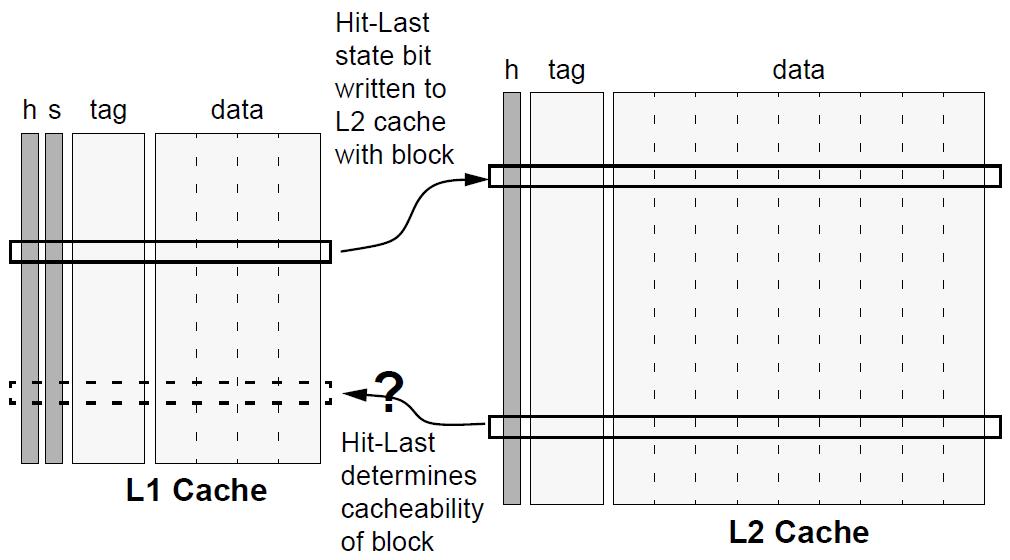 Hit-Last
state bit
written to
L2 cache
with block
h s tag data
h tag data
?
Hit-Last
determines
cacheability
of block
L1 Cache
L2 Cache